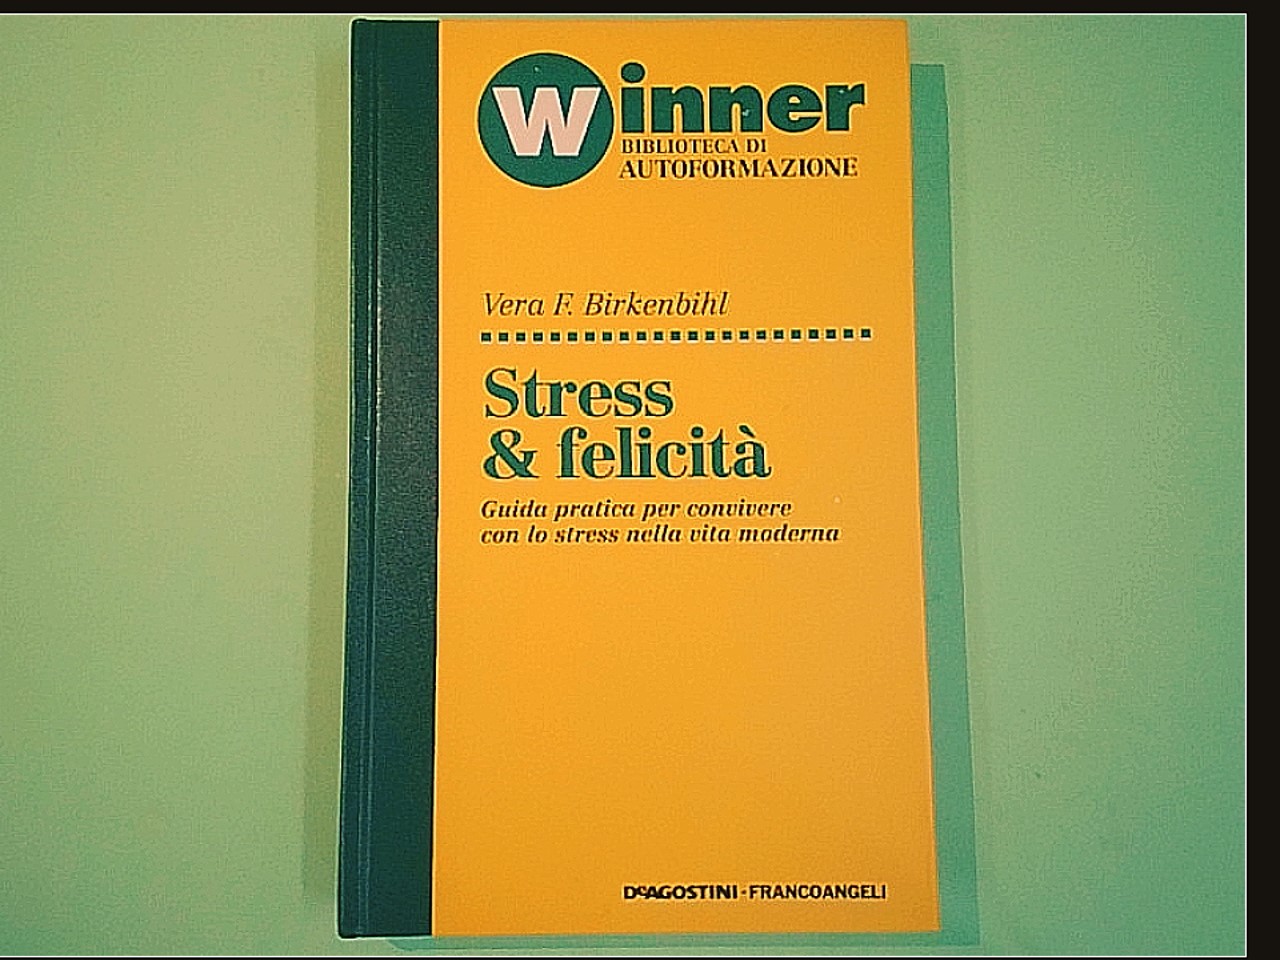 Winner
BIBLIOTECA DI
AUTOFORMAZIONE
Vera F. Birkenbihl
Stress
& felicità
Guida pratica per convivere
con lo stress nella vita moderna
DeAGOSTINI-FRANCOANGELI